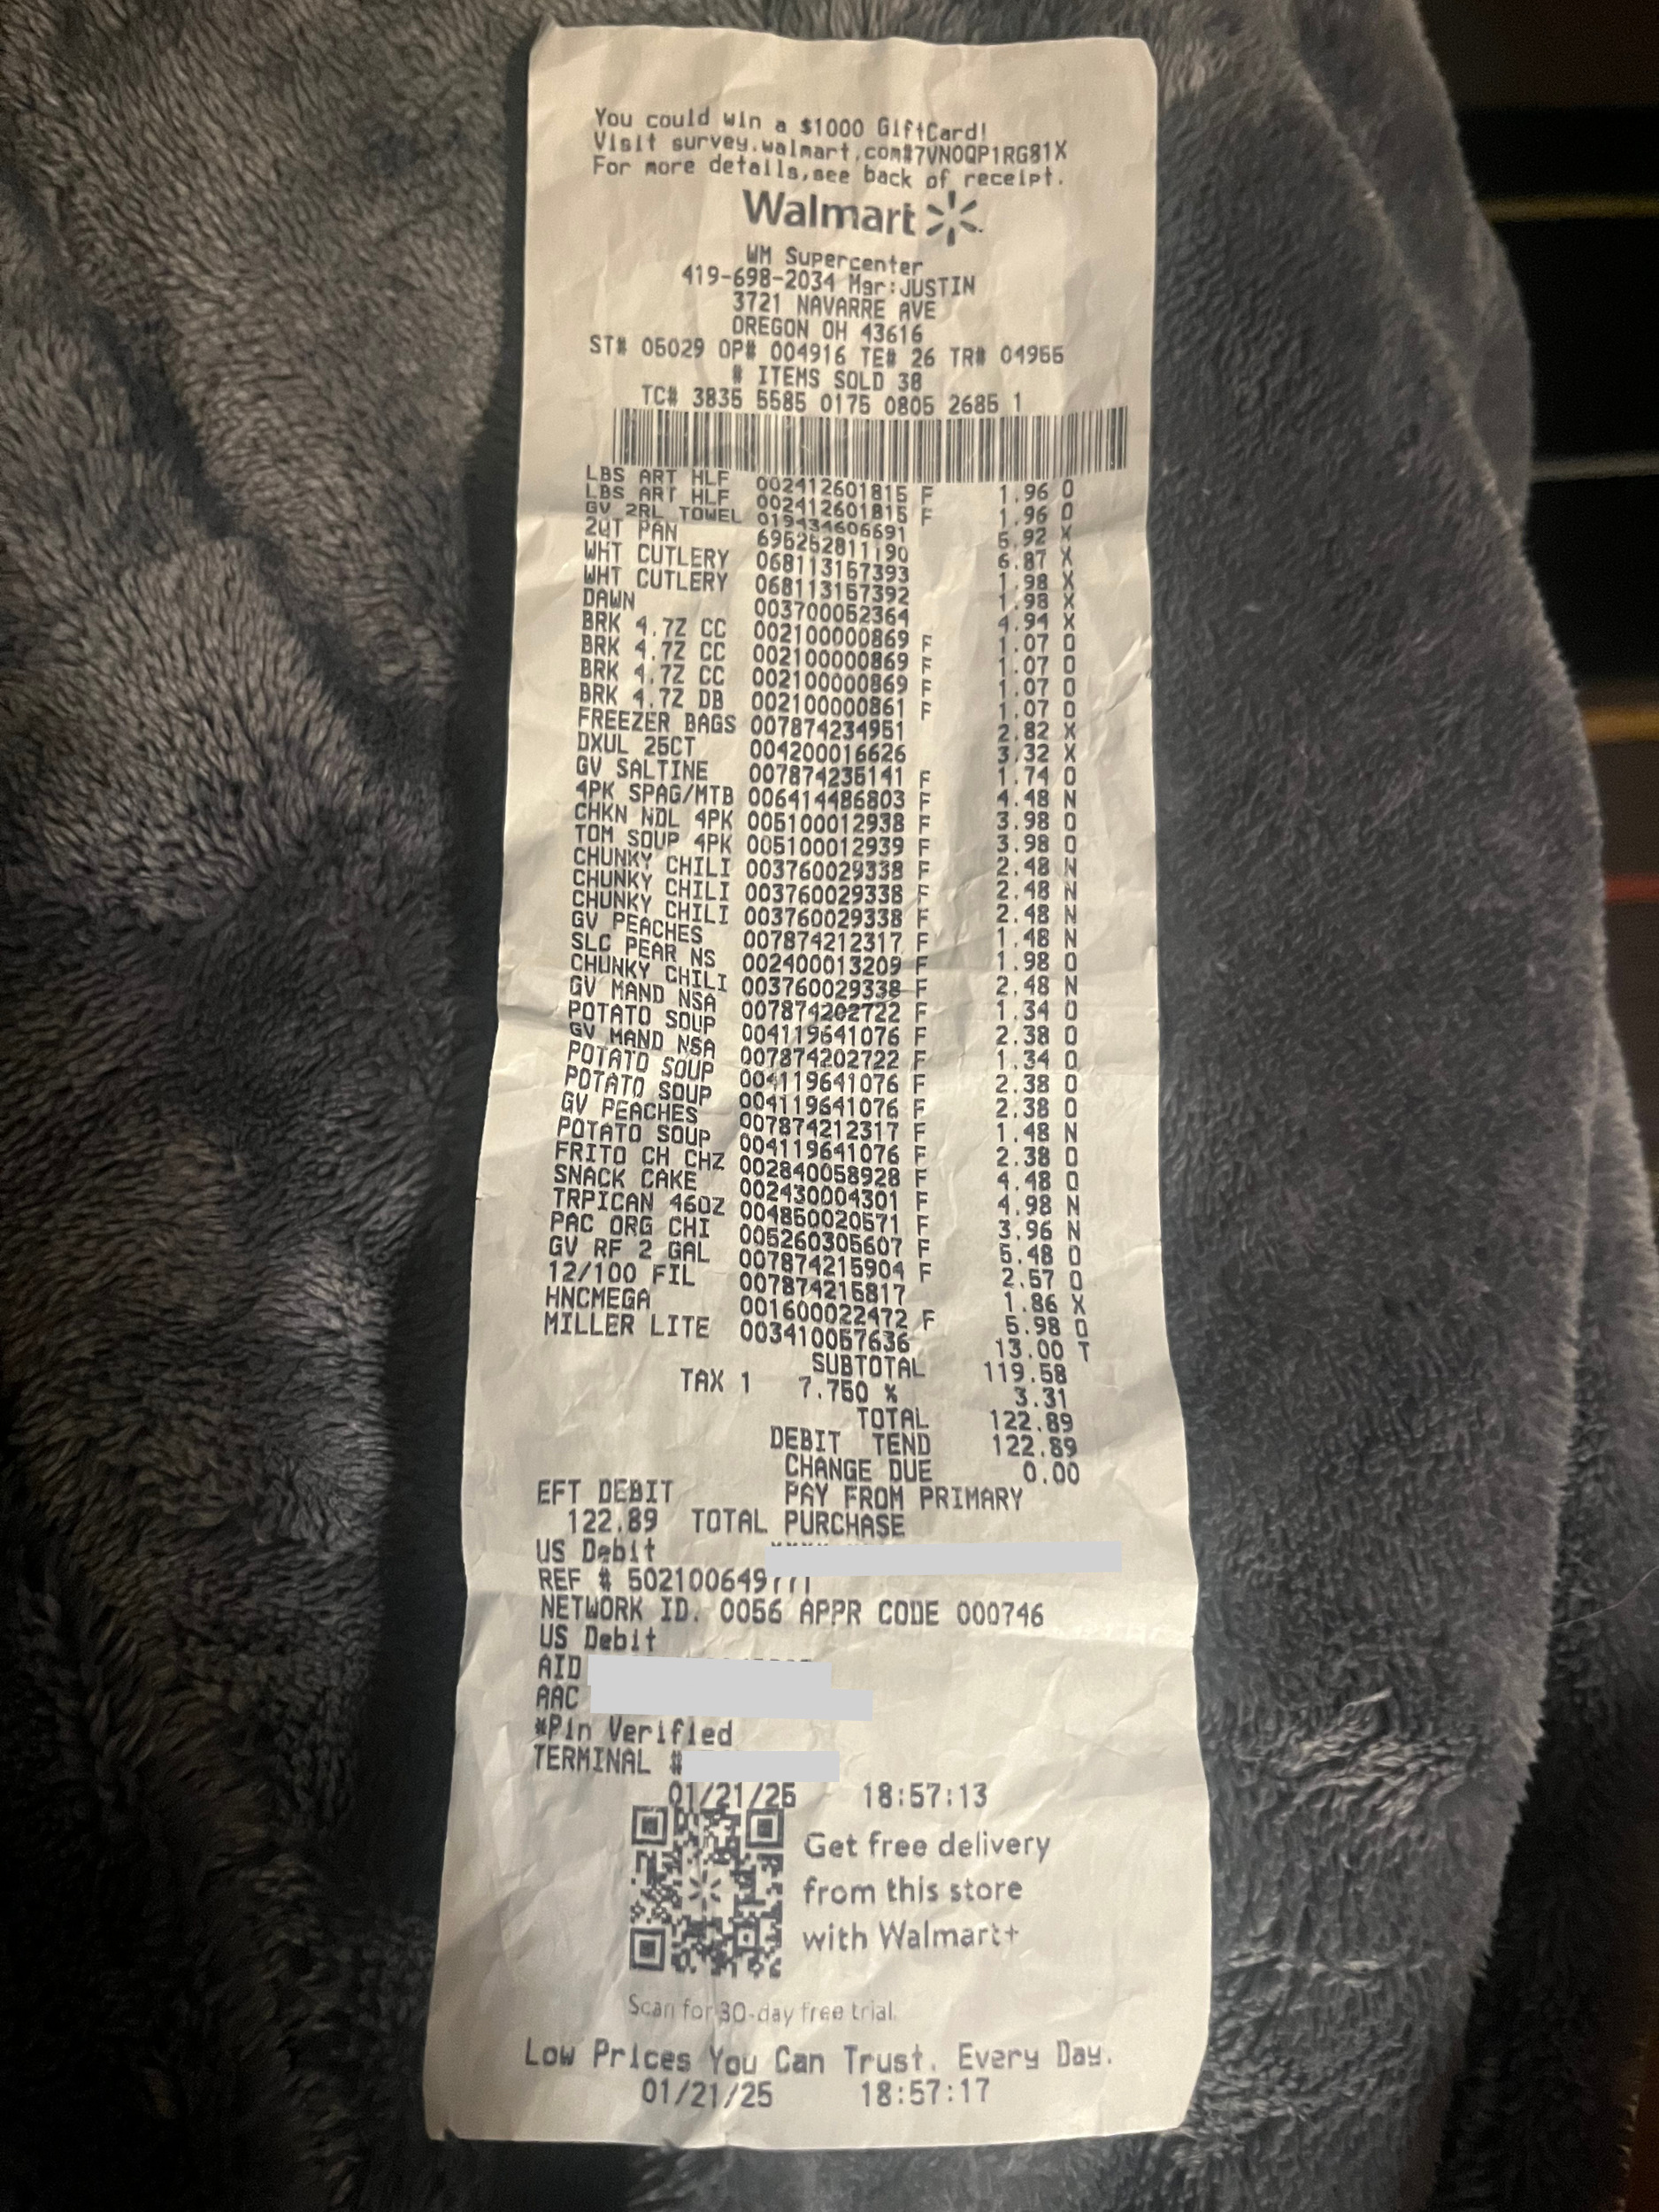 You could win a $1000 GiftCard!
Visit survey.walmart.com#7VN0QP1RG81X
For more details,see back of receipt.
Walmart
WM Supercenter
419-698-2034 Mgr:JUSTIN
3721 NAVARRE AVE
OREGON OH 43616
ST# 05029 OP# 004916 TE# 26 TR# 04955
# ITEMS SOLD 38
TC# 3835 5585 0175 0805 2685 1
LBS ART HLF 002412601815 F 1.96 O
LBS ART HLF 002412601815 F 1.96 O
GV 2RL TOWEL 019434606691 5.92 X
2QT PAN 695252811190 6.87 X
WHT CUTLERY 068113157393 1.98 X
WHT CUTLERY 068113157392 1.98 X
DAWN 003700052364 4.94 X
BRK 4.7Z CC 002100000869 F 1.07 O
BRK 4.7Z CC 002100000869 F 1.07 O
BRK 4.7Z CC 002100000869 F 1.07 O
BRK 4.7Z DB 002100000861 F 1.07 O
FREEZER BAGS 007874234951 2.82 X
DXUL 25CT 004200016626 3.32 X
GV SALTINE 007874235141 F 1.74 O
4PK SPAG/MTB 006414486803 F 4.48 N
CHKN NDL 4PK 005100012938 F 3.98 O
TOM SOUP 4PK 005100012939 F 3.98 O
CHUNKY CHILI 003760029338 F 2.48 N
CHUNKY CHILI 003760029338 F 2.48 N
CHUNKY CHILI 003760029338 F 2.48 N
GV PEACHES 007874212317 F 1.48 N
SLC PEAR NS 002400013209 F 1.98 O
CHUNKY CHILI 003760029338 F 2.48 N
GV MAND NSA 007874202722 F 1.34 O
POTATO SOUP 004119641076 F 2.38 O
GV MAND NSA 007874202722 F 1.34 O
POTATO SOUP 004119641076 F 2.38 O
POTATO SOUP 004119641076 F 2.38 O
GV PEACHES 007874212317 F 1.48 N
POTATO SOUP 004119641076 F 2.38 O
FRITO CH CHZ 002840058928 F 4.48 O
SNACK CAKE 002430004301 F 4.98 N
TRPICAN 46OZ 004850020571 F 3.96 N
PAC ORG CHI 005260305607 F 5.48 O
GV RF 2 GAL 007874215904 F 2.57 O
12/100 FIL 007874215817 1.86 X
HNCMEGA 001600022472 F 5.98 O
MILLER LITE 003410057636 13.00 T
SUBTOTAL 119.58
TAX 1 7.750 % 3.31
TOTAL 122.89
DEBIT TEND 122.89
CHANGE DUE 0.00
EFT DEBIT PAY FROM PRIMARY
122.89 TOTAL PURCHASE
US Debit
REF # 502100649771
NETWORK ID. 0056 APPR CODE 000746
US Debit
AID
AAC
*Pin Verified
TERMINAL #
01/21/25 18:57:13
Get free delivery
from this store
with Walmart+
Scan for 30-day free trial.
Low Prices You Can Trust. Every Day.
01/21/25 18:57:17